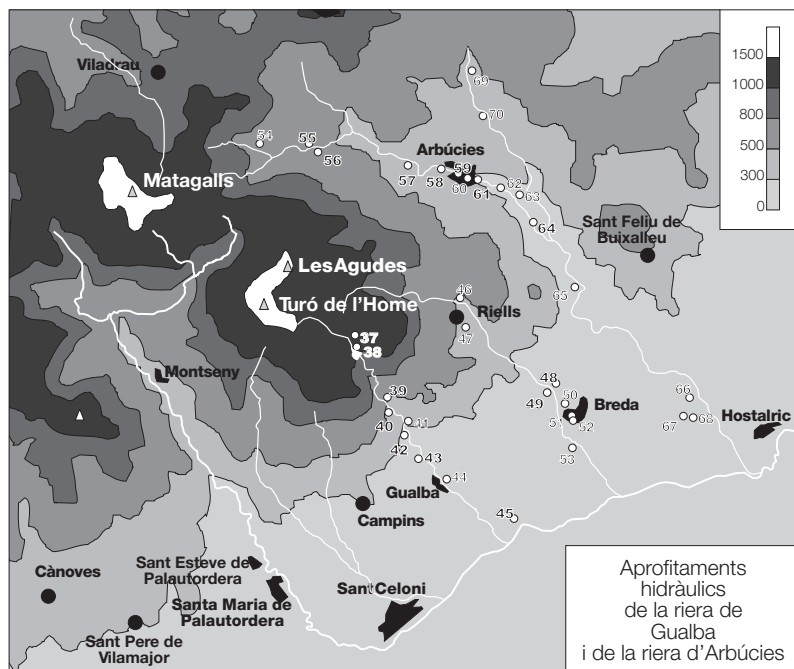 1500
1000
800
500
300
0
Viladrau
69
70
54
55
56
Arbúcies
57
58
59
60
61
62
63
64
Matagalls
Sant Feliu de
Buixalleu
Les Agudes
Turó de l'Home
46
65
Riells
47
37
38
Montseny
39
40
41
42
43
44
Gualba
45
48
49
50
51
52
53
Breda
66
67
68
Hostalric
Campins
Sant Esteve de
Palautordera
Cànoves
Santa Maria de
Palautordera
Sant Celoni
Sant Pere de
Vilamajor
Aprofitaments
hidràulics
de la riera de
Gualba
i de la riera d'Arbúcies